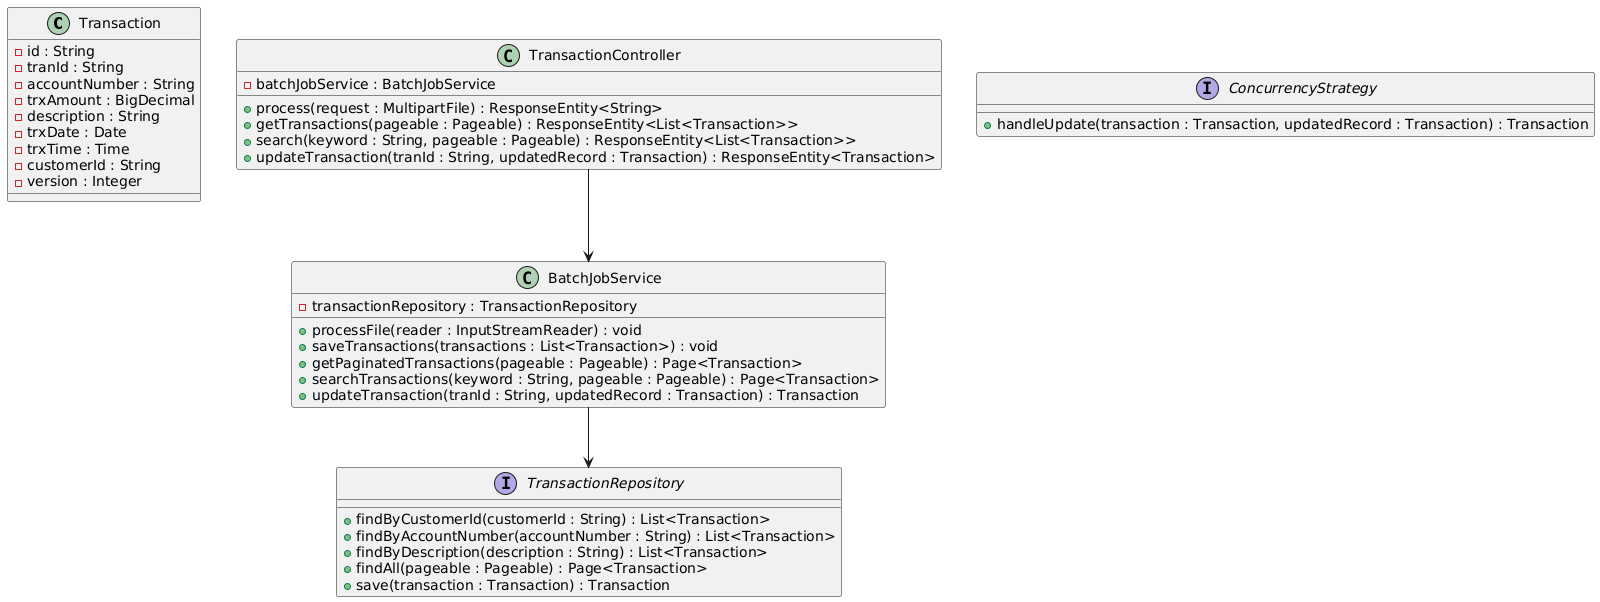 C Transaction
id : String
tranId : String
accountNumber : String
trxAmount : BigDecimal
description : String
trxDate : Date
trxTime : Time
customerId : String
version : Integer
C TransactionController
batchJobService : BatchJobService
process(request : MultipartFile) : ResponseEntity<String>
getTransactions(pageable : Pageable) : ResponseEntity<List<Transaction>>
search(keyword : String, pageable : Pageable) : ResponseEntity<List<Transaction>>
updateTransaction(tranId : String, updatedRecord : Transaction) : ResponseEntity<Transaction>
I ConcurrencyStrategy
handleUpdate(transaction : Transaction, updatedRecord : Transaction) : Transaction
C BatchJobService
transactionRepository : TransactionRepository
processFile(reader : InputStreamReader) : void
saveTransactions(transactions : List<Transaction>) : void
getPaginatedTransactions(pageable : Pageable) : Page<Transaction>
searchTransactions(keyword : String, pageable : Pageable) : Page<Transaction>
updateTransaction(tranId : String, updatedRecord : Transaction) : Transaction
I TransactionRepository
findByCustomerId(customerId : String) : List<Transaction>
findByAccountNumber(accountNumber : String) : List<Transaction>
findByDescription(description : String) : List<Transaction>
findAll(pageable : Pageable) : Page<Transaction>
save(transaction : Transaction) : Transaction